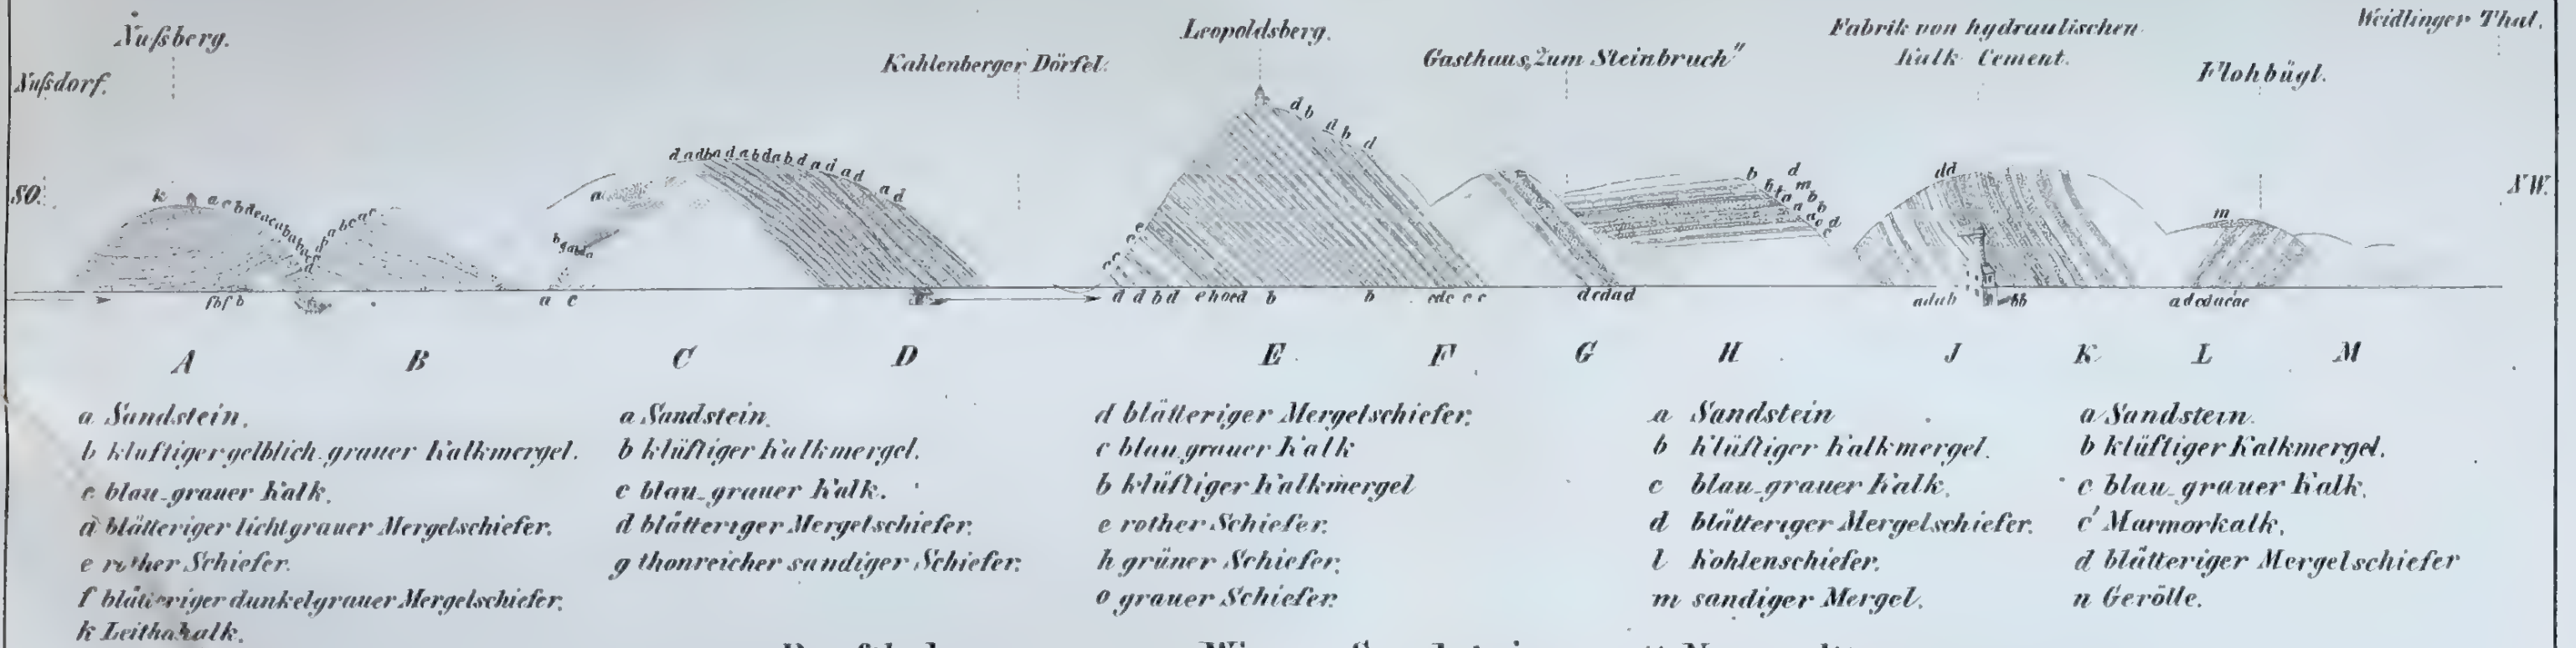 Nußberg.
Leopoldsberg.
Fabrik von hydraulischen
Weidlinger Thal.
Nußdorf.
Kahlenberger Dörfel.
Gasthaus „Zum Steinbruch"
Kalk Cement.
Flohbügl.
SO.
NW.
A B C D E F G H J K L M
a Sandstein.
b kluftiger gelblich-grauer Kalkmergel.
c blau-grauer Kalk.
d blätteriger lichtgrauer Mergelschiefer.
e rother Schiefer.
f blätteriger dunkelgrauer Mergelschiefer.
k Leithakalk.
a Sandstein.
b klüftiger Kalkmergel.
c blau-grauer Kalk.
d blätteriger Mergelschiefer.
g thonreicher sandiger Schiefer.
d blätteriger Mergelschiefer.
c blau grauer Kalk
b klüftiger Kalkmergel
e rother Schiefer.
h grüner Schiefer.
o grauer Schiefer.
a Sandstein
b klüftiger Kalkmergel.
c blau-grauer Kalk.
d blätteriger Mergelschiefer.
l Kohlenschiefer.
m sandiger Mergel.
a Sandstein.
b klüftiger Kalkmergel.
c blau-grauer Kalk.
c' Marmorkalk.
d blätteriger Mergelschiefer
n Gerölle.